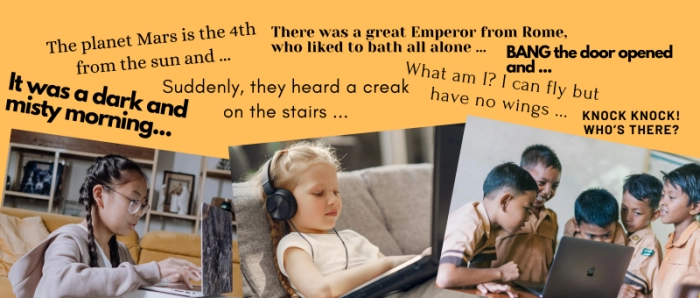 The planet Mars is the 4th
from the sun and ...
There was a great Emperor from Rome,
who liked to bath all alone ...
BANG the door opened
and ...
It was a dark and
misty morning...
Suddenly, they heard a creak
on the stairs ...
What am I? I can fly but
have no wings ...
KNOCK KNOCK!
WHO'S THERE?